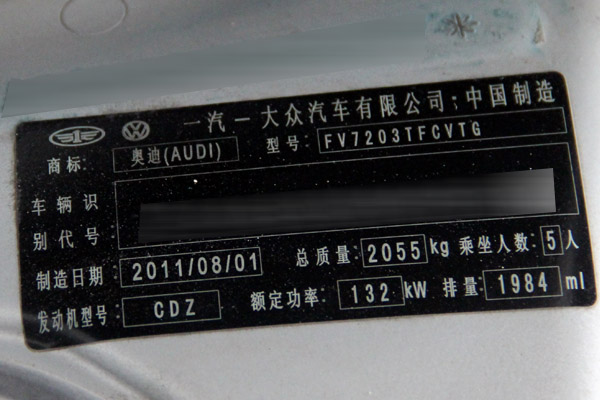 一汽一大众汽车有限公司;中国制造
商标: 奥迪(AUDI) 型号: FV7203TFCVTG
车辆识
别代号:
制造日期: 2011/08/01 总质量: 2055 kg 乘坐人数: 5 人
发动机型号: CDZ 额定功率: 132 kW 排量: 1984 ml